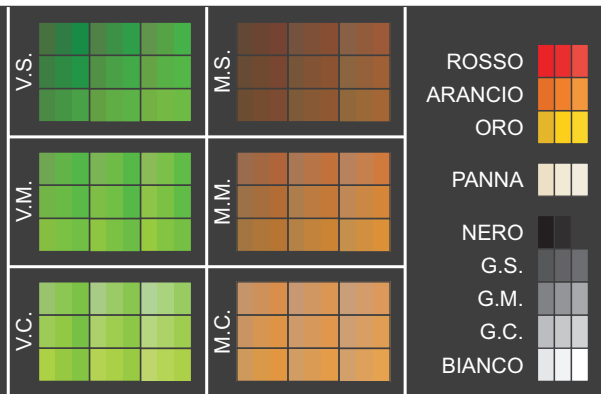 V.S.
V.M.
V.C.
M.S.
M.M.
M.C.
ROSSO
ARANCIO
ORO
PANNA
NERO
G.S.
G.M.
G.C.
BIANCO